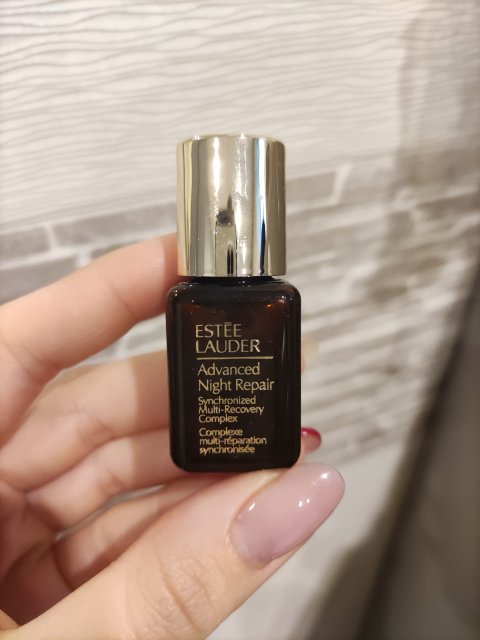 ESTĒE
LAUDER
Advanced
Night Repair
Synchronized
Multi-Recovery
Complex
Complexe
multi-réparation
synchronisée